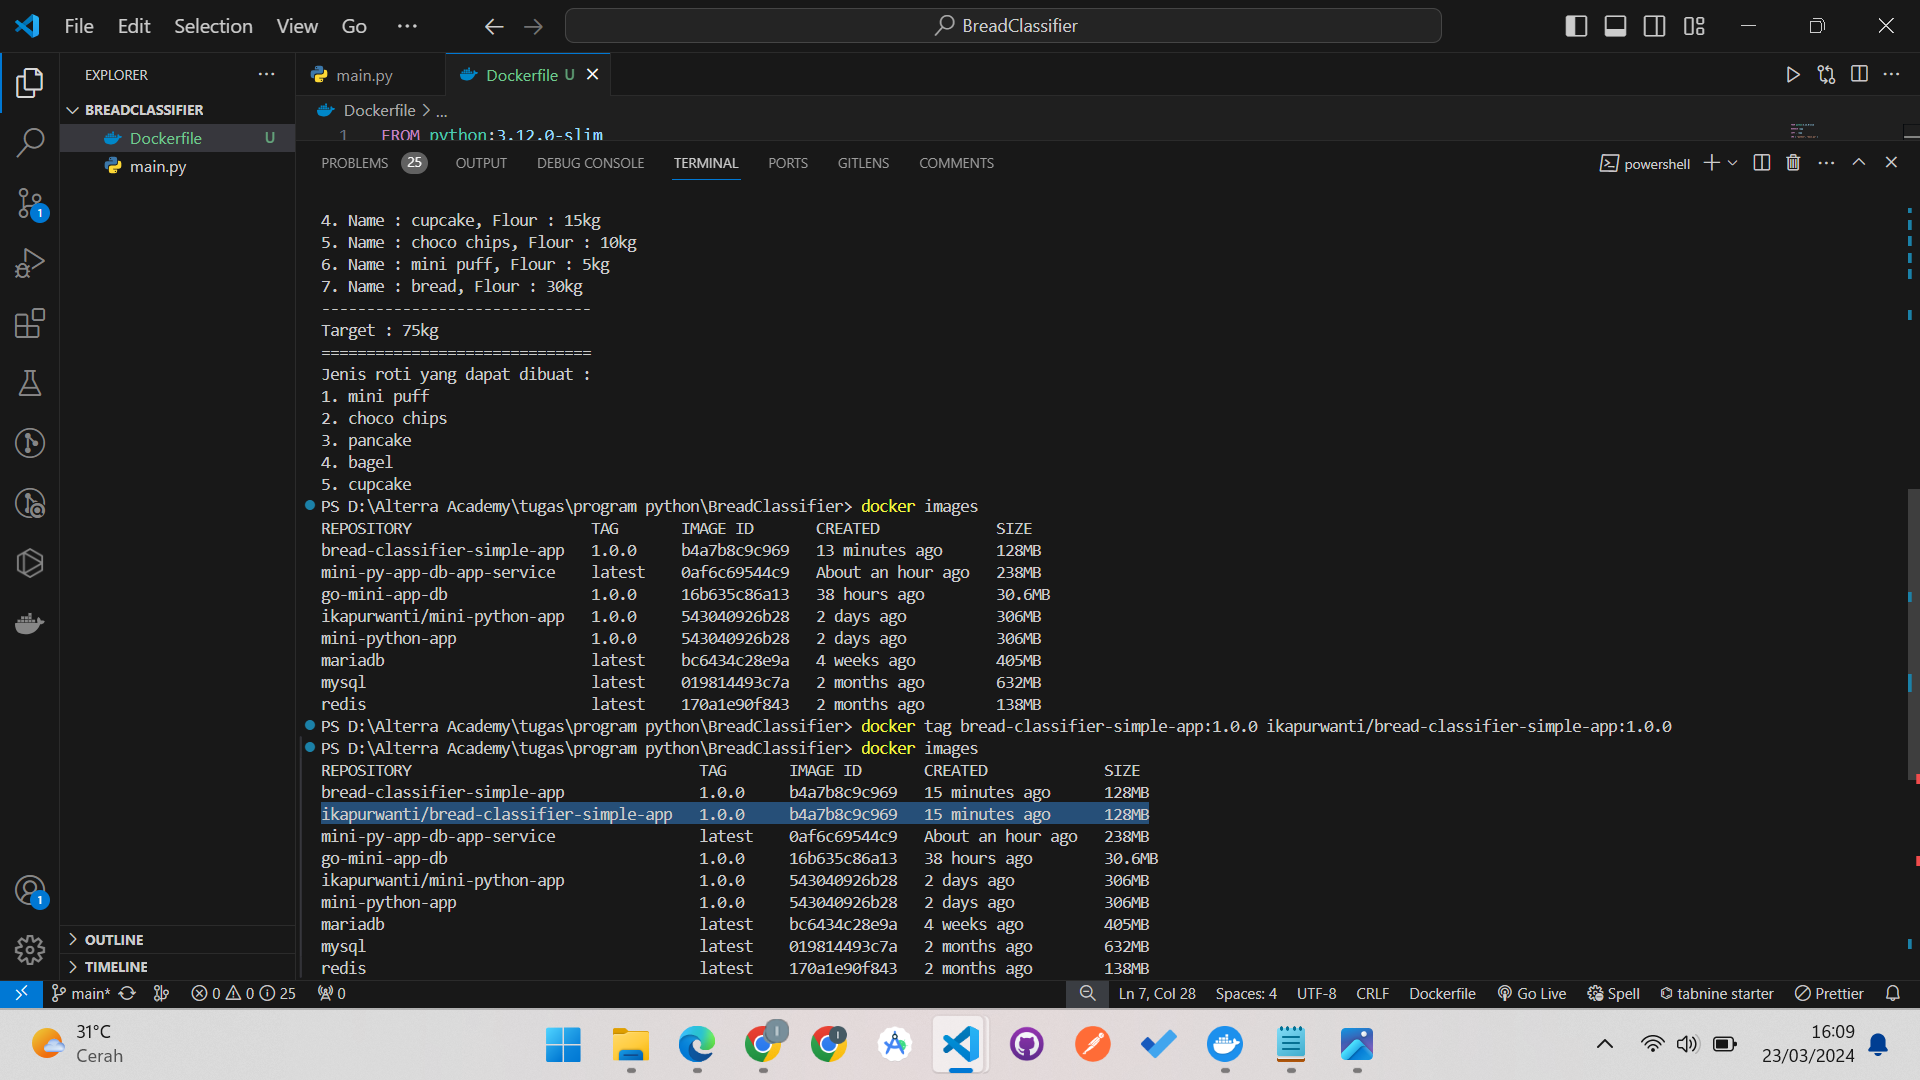 File Edit Selection View Go ··· BreadClassifier
EXPLORER ···
main.py
Dockerfile U
BREADCLASSIFIER
Dockerfile > ...
Dockerfile U
1 FROM python:3.12.0-slim
main.py
PROBLEMS 25 OUTPUT DEBUG CONSOLE TERMINAL PORTS GITLENS COMMENTS
powershell
4. Name : cupcake, Flour : 15kg
5. Name : choco chips, Flour : 10kg
6. Name : mini puff, Flour : 5kg
7. Name : bread, Flour : 30kg
------------------------------
Target : 75kg
==============================
Jenis roti yang dapat dibuat :
1. mini puff
2. choco chips
3. pancake
4. bagel
5. cupcake
PS D:\Alterra Academy\tugas\program python\BreadClassifier> docker images
REPOSITORY TAG IMAGE ID CREATED SIZE
bread-classifier-simple-app 1.0.0 b4a7b8c9c969 13 minutes ago 128MB
mini-py-app-db-app-service latest 0af6c69544c9 About an hour ago 238MB
go-mini-app-db 1.0.0 16b635c86a13 38 hours ago 30.6MB
ikapurwanti/mini-python-app 1.0.0 543040926b28 2 days ago 306MB
mini-python-app 1.0.0 543040926b28 2 days ago 306MB
mariadb latest bc6434c28e9a 4 weeks ago 405MB
mysql latest 019814493c7a 2 months ago 632MB
redis latest 170a1e90f843 2 months ago 138MB
PS D:\Alterra Academy\tugas\program python\BreadClassifier> docker tag bread-classifier-simple-app:1.0.0 ikapurwanti/bread-classifier-simple-app:1.0.0
PS D:\Alterra Academy\tugas\program python\BreadClassifier> docker images
REPOSITORY TAG IMAGE ID CREATED SIZE
bread-classifier-simple-app 1.0.0 b4a7b8c9c969 15 minutes ago 128MB
ikapurwanti/bread-classifier-simple-app 1.0.0 b4a7b8c9c969 15 minutes ago 128MB
mini-py-app-db-app-service latest 0af6c69544c9 About an hour ago 238MB
go-mini-app-db 1.0.0 16b635c86a13 38 hours ago 30.6MB
ikapurwanti/mini-python-app 1.0.0 543040926b28 2 days ago 306MB
mini-python-app 1.0.0 543040926b28 2 days ago 306MB
mariadb latest bc6434c28e9a 4 weeks ago 405MB
mysql latest 019814493c7a 2 months ago 632MB
redis latest 170a1e90f843 2 months ago 138MB
1
1
OUTLINE
TIMELINE
main* 0 0 25 0 Ln 7, Col 28 Spaces: 4 UTF-8 CRLF Dockerfile Go Live Spell tabnine starter Prettier
31°C
Cerah
16:09
23/03/2024